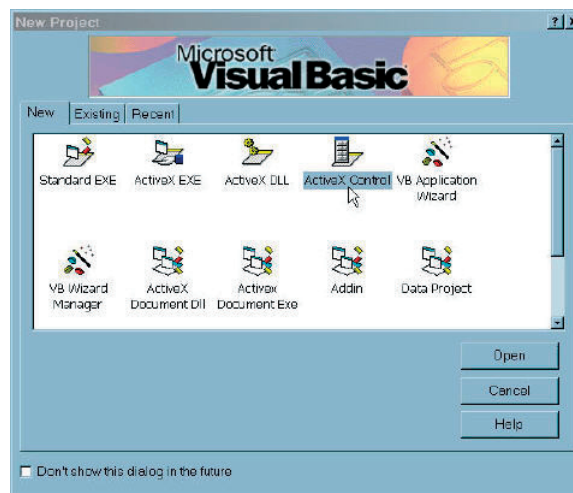 New Project
Microsoft
Visual Basic
New Existing Recent
Standard EXE ActiveX EXE ActiveX DLL ActiveX Control VB Application Wizard
VB Wizard Manager ActiveX Document Dll Activex Document Exe Addin Data Project
Open
Cancel
Help
Don't show this dialog in the future